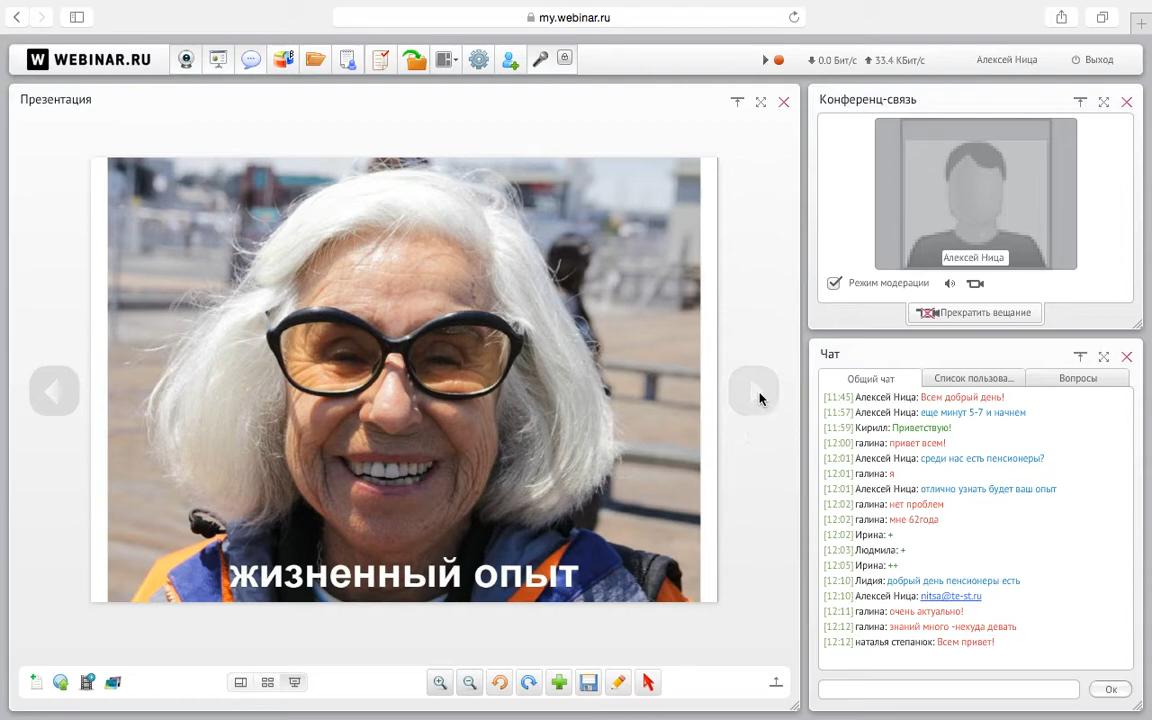 my.webinar.ru
W WEBINAR.RU
0.0 Бит/с 33.4 КБит/с
Алексей Ница
Выход
Презентация
жизненный опыт
Конференц-связь
Алексей Ница
Режим модерации
Прекратить вещание
Чат
Общий чат
Список пользова...
Вопросы
[11:45] Алексей Ница: Всем добрый день!
[11:57] Алексей Ница: еще минут 5-7 и начнем
[11:59] Кирилл: Приветствую!
[12:00] галина: привет всем!
[12:01] Алексей Ница: среди нас есть пенсионеры?
[12:01] галина: я
[12:01] Алексей Ница: отлично узнать будет ваш опыт
[12:02] галина: нет проблем
[12:02] галина: мне 62года
[12:02] Ирина: +
[12:03] Людмила: +
[12:05] Ирина: ++
[12:10] Лидия: добрый день пенсионеры есть
[12:10] Алексей Ница: nitsa@te-st.ru
[12:11] галина: очень актуально!
[12:12] галина: знаний много -нехуда девать
[12:12] наталья степанюк: Всем привет!
Ок